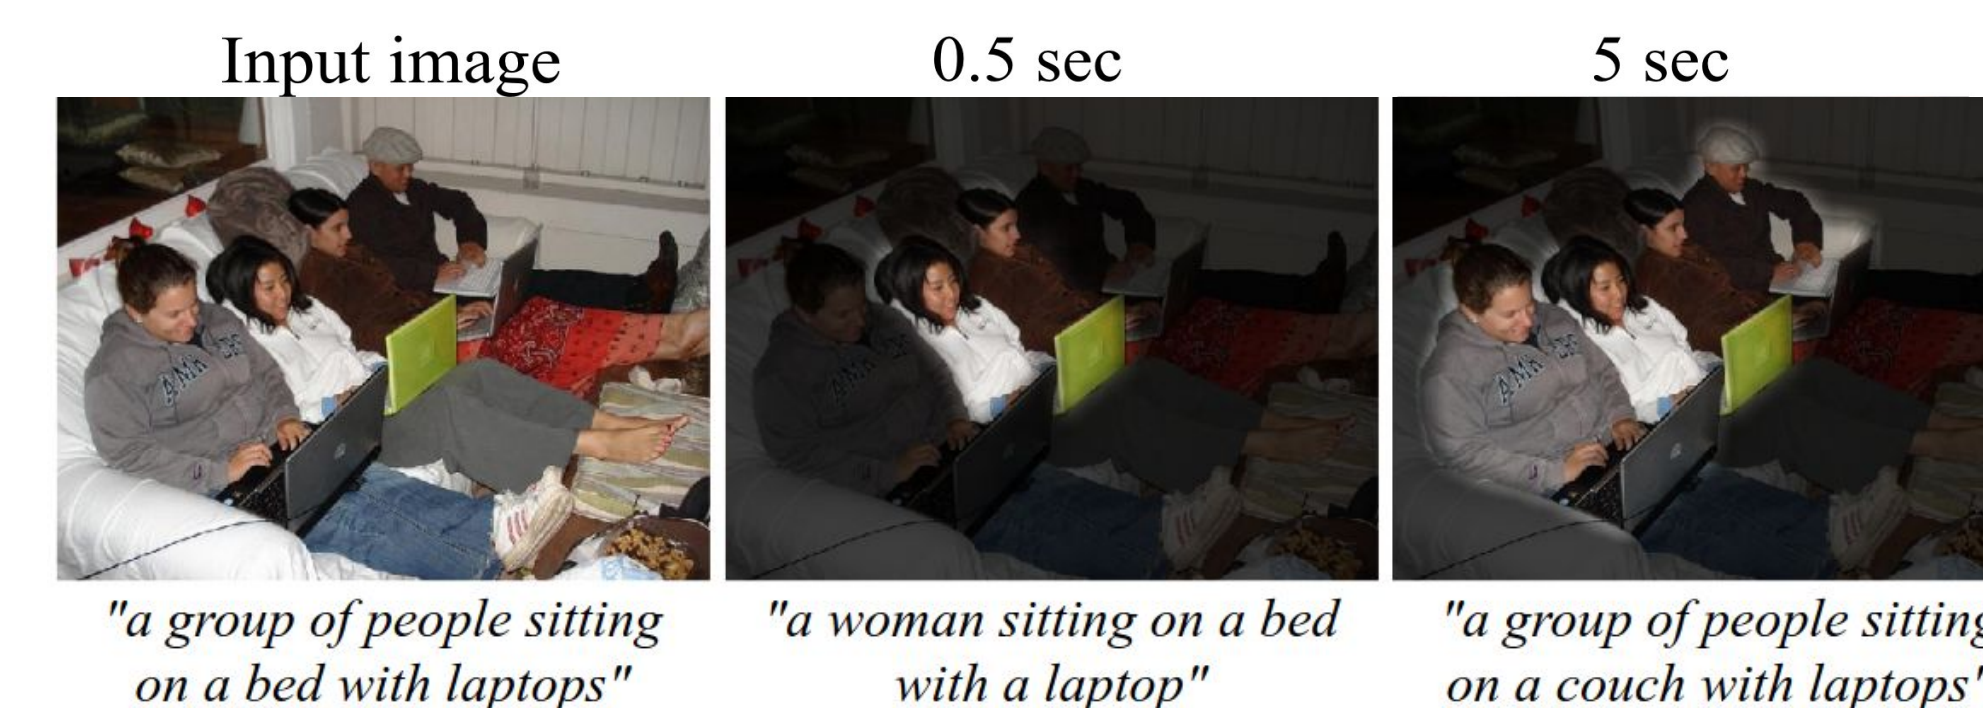 Input image
0.5 sec
5 sec
"a group of people sitting
on a bed with laptops"
"a woman sitting on a bed
with a laptop"
"a group of people sitting
on a couch with laptops"